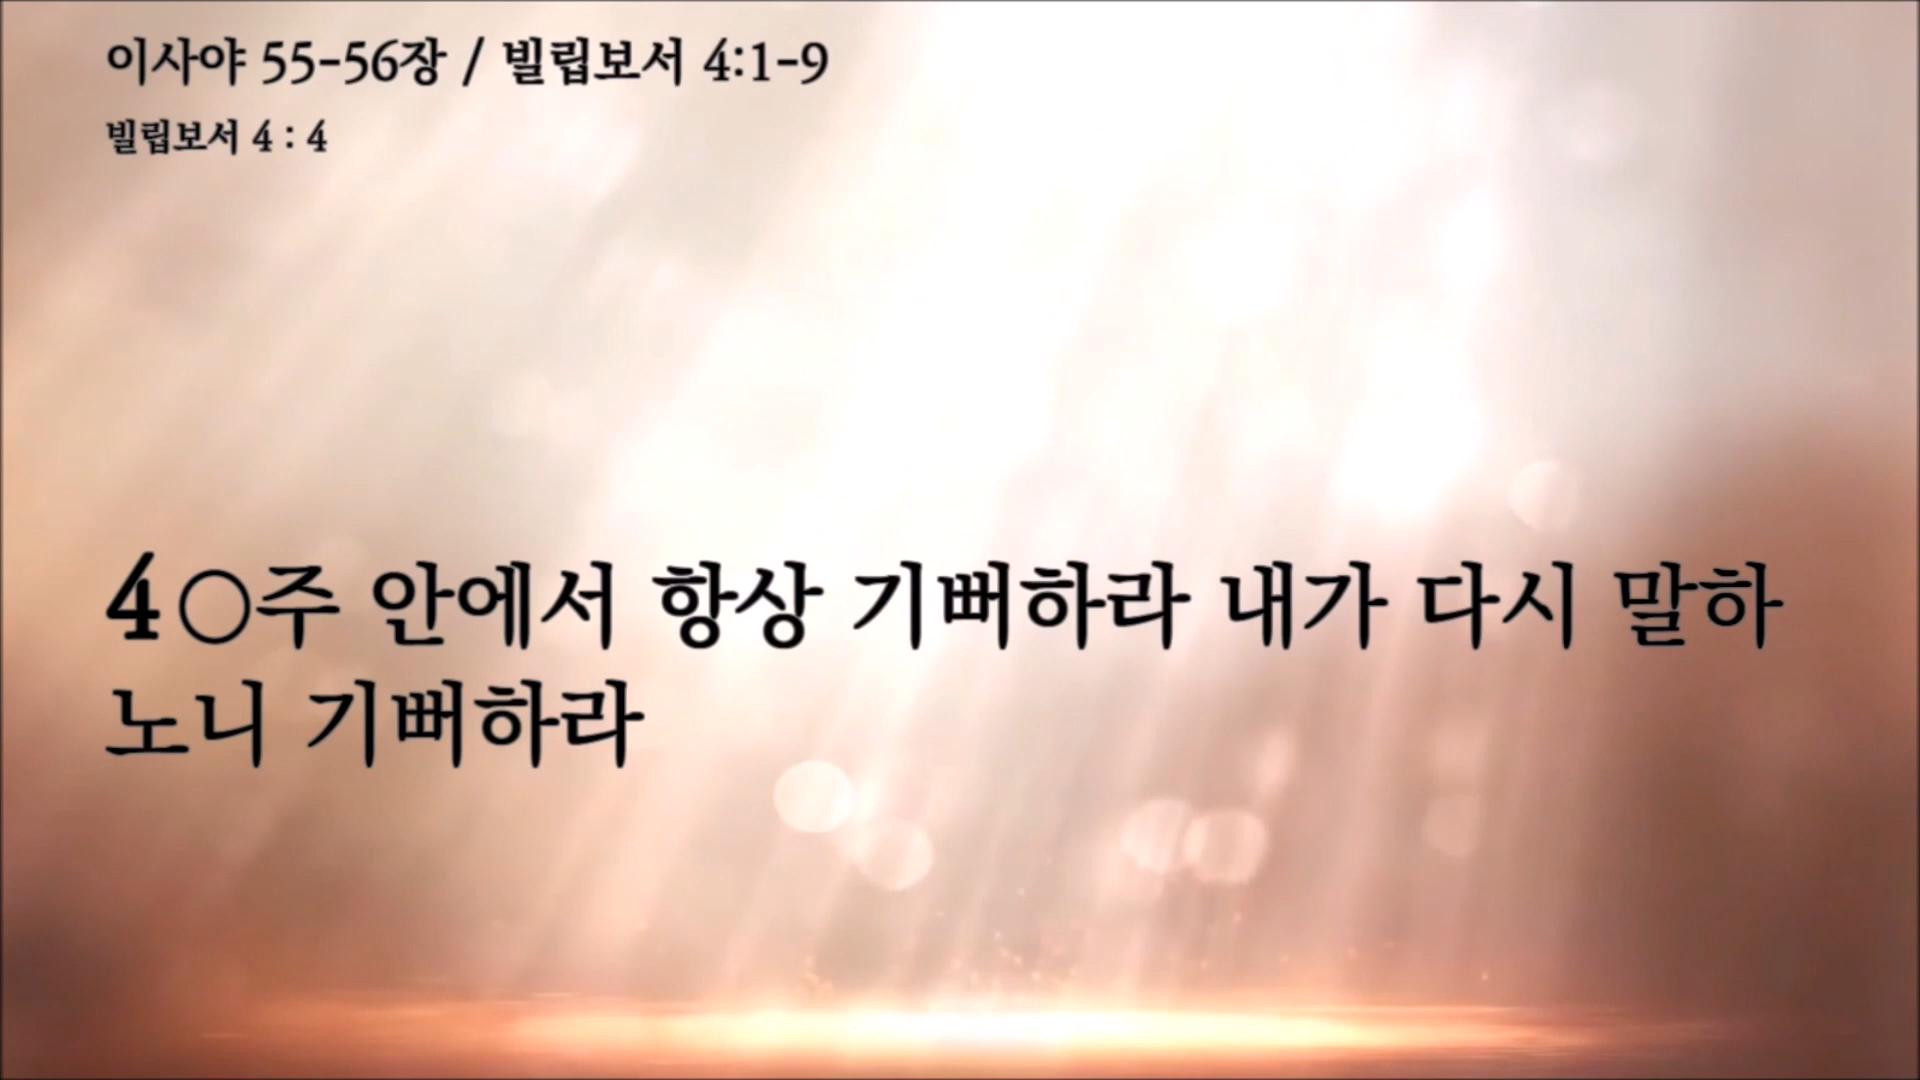 이사야 55-56장 / 빌립보서 4:1-9
빌립보서 4 : 4
4○주 안에서 항상 기뻐하라 내가 다시 말하
노니 기뻐하라